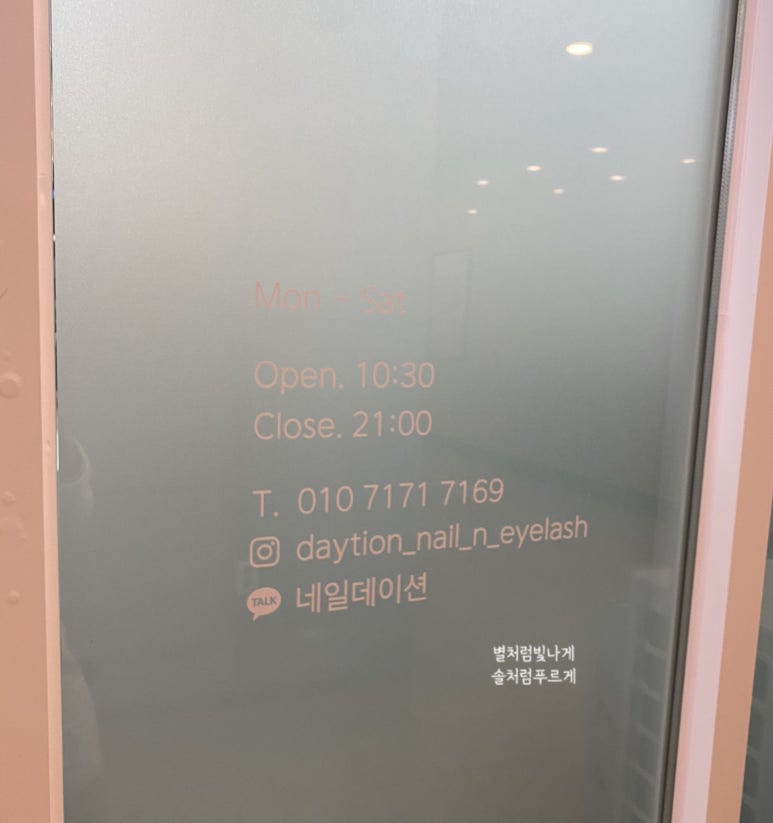 Mon - Sat
Open. 10:30
Close. 21:00
T. 010 7171 7169
daytion_nail_n_eyelash
TALK 네일데이션
별처럼빛나게
솔처럼푸르게